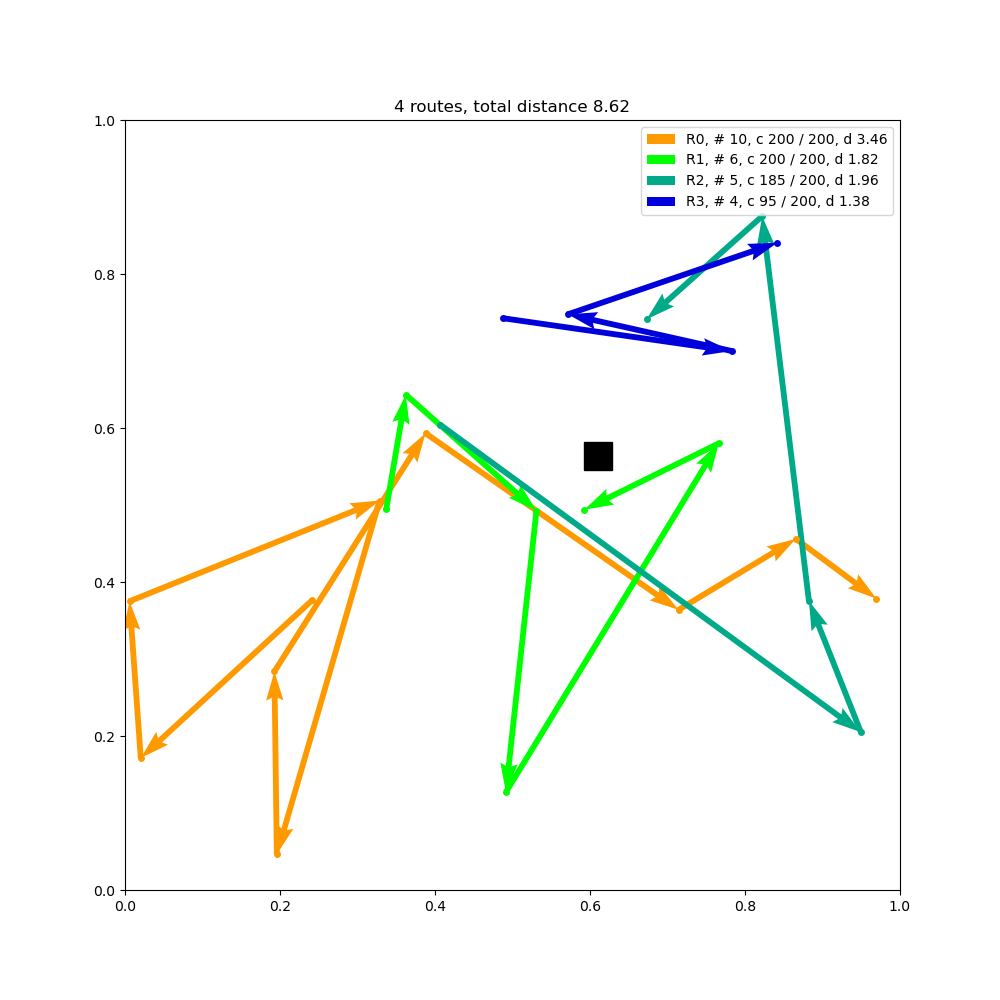 4 routes, total distance 8.62
R0, # 10, c 200 / 200, d 3.46
R1, # 6, c 200 / 200, d 1.82
R2, # 5, c 185 / 200, d 1.96
R3, # 4, c 95 / 200, d 1.38
1.0
0.8
0.6
0.4
0.2
0.0
0.0 0.2 0.4 0.6 0.8 1.0